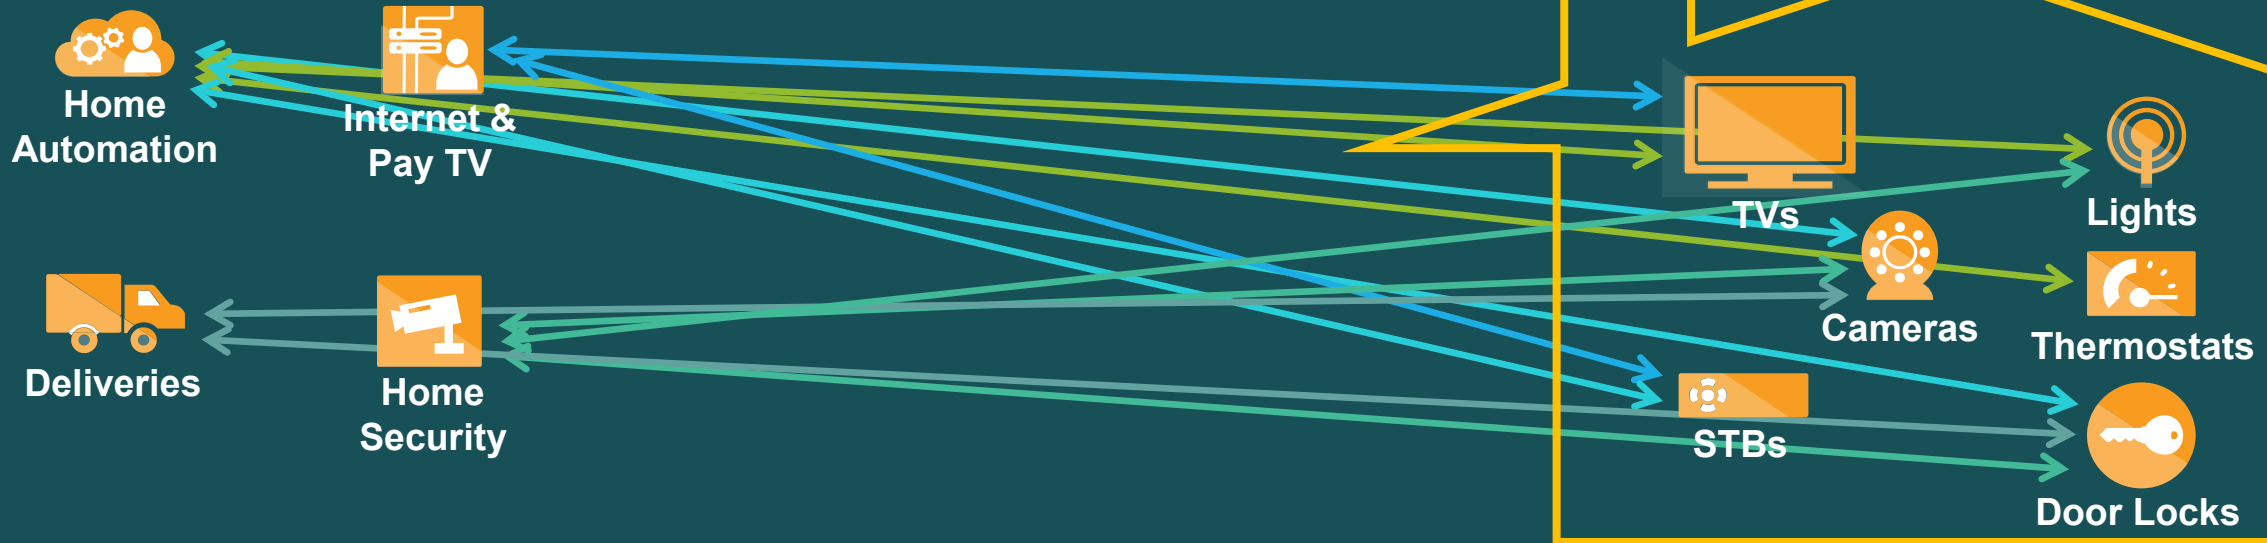 Home
Automation
Internet &
Pay TV
TVs
Lights
Cameras
Thermostats
Deliveries
Home
Security
STBs
Door Locks